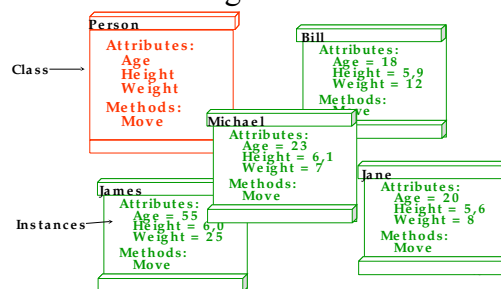 Person
Attributes:
Age
Height
Weight
Methods:
Move
Class
Bill
Attributes:
Age = 18
Height = 5,9
Weight = 12
Methods:
Move
Michael
Attributes:
Age = 23
Height = 6,1
Weight = 7
Methods:
Move
James
Attributes:
Age = 55
Height = 6,0
Weight = 25
Methods:
Move
Instances
Jane
Attributes:
Age = 20
Height = 5,6
Weight = 8
Methods:
Move